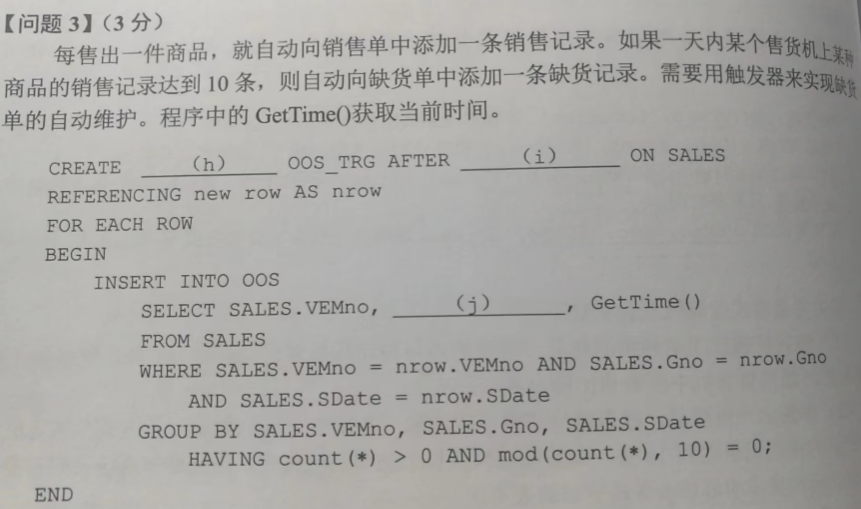 【问题 3】(3 分)
每售出一件商品，就自动向销售单中添加一条销售记录。如果一天内某个售货机上某种
商品的销售记录达到 10 条，则自动向缺货单中添加一条缺货记录。需要用触发器来实现缺货
单的自动维护。程序中的 GetTime()获取当前时间。
CREATE (h) OOS_TRG AFTER (i) ON SALES
REFERENCING new row AS nrow
FOR EACH ROW
BEGIN
INSERT INTO OOS
SELECT SALES.VEMno, (j), GetTime()
FROM SALES
WHERE SALES.VEMno = nrow.VEMno AND SALES.Gno = nrow.Gno
AND SALES.SDate = nrow.SDate
GROUP BY SALES.VEMno, SALES.Gno, SALES.SDate
HAVING count(*) > 0 AND mod(count(*), 10) = 0;
END